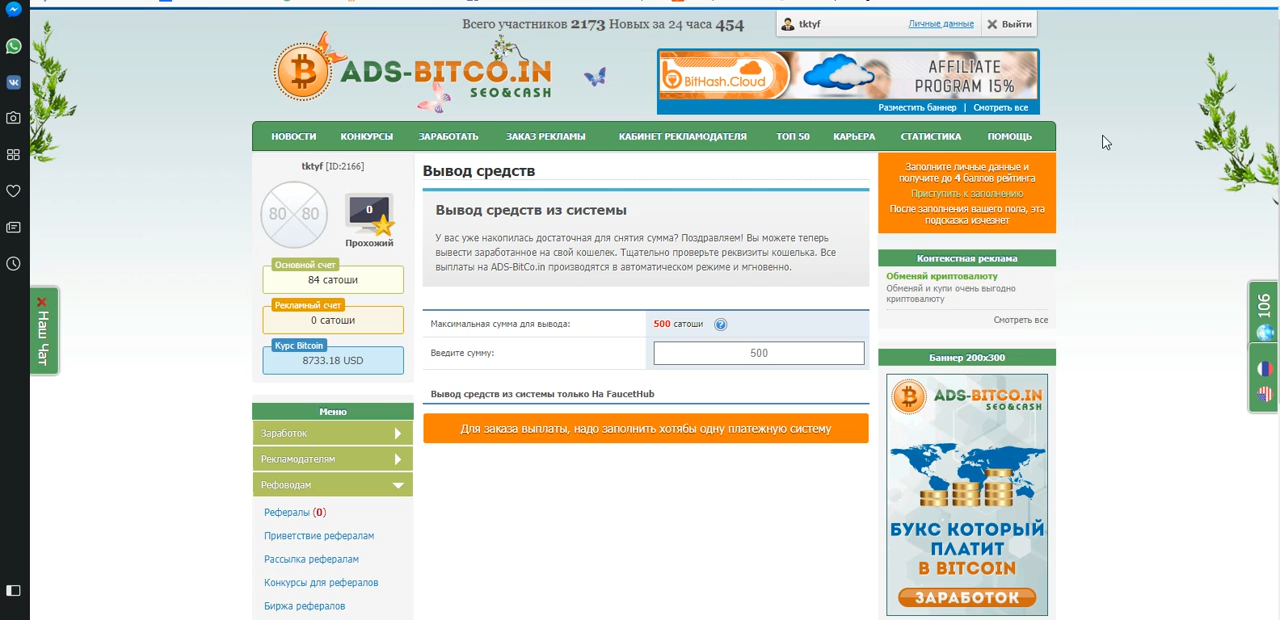 Всего участников 2173 Новых за 24 часа 454
tktyf
Личные данные
Выйти
ADS-BITCO.IN
SEO&CASH
BitHash.Cloud
AFFILIATE
PROGRAM 15%
Разместить баннер | Смотреть все
НОВОСТИ КОНКУРСЫ ЗАРАБОТАТЬ ЗАКАЗ РЕКЛАМЫ КАБИНЕТ РЕКЛАМОДАТЕЛЯ ТОП 50 КАРЬЕРА СТАТИСТИКА ПОМОЩЬ
tktyf [ID:2166]
80 80
0
Прохожий
Основной счет
84 сатоши
Рекламный счет
0 сатоши
Курс Bitcoin
8733.18 USD
Меню
Заработок
Рекламодателям
Рефоводам
Рефералы (0)
Приветствие рефералам
Рассылка рефералам
Конкурсы для рефералов
Биржа рефералов
Вывод средств
Вывод средств из системы
У вас уже накопилась достаточная для снятия сумма? Поздравляем! Вы можете теперь
вывести заработанное на свой кошелек. Тщательно проверьте реквизиты кошелька. Все
выплаты на ADS-BitCo.in производятся в автоматическом режиме и мгновенно.
Максимальная сумма для вывода: 500 сатоши ?
Введите сумму: 500
Вывод средств из системы только На FaucetHub
Для заказа выплаты, надо заполнить хотябы одну платежную систему
Заполните личные данные и
получите до 4 баллов рейтинга
Приступить к заполнению
После заполнения вашего пола, эта
подсказка изчезнет
Контекстная реклама
Обменяй криптовалюту
Обменяй и купи очень выгодно
криптовалюту
Смотреть все
Баннер 200x300
ADS-BITCO.IN
SEO&CASH
БУКС КОТОРЫЙ
ПЛАТИТ
В BITCOIN
ЗАРАБОТОК
Наш Чат
106